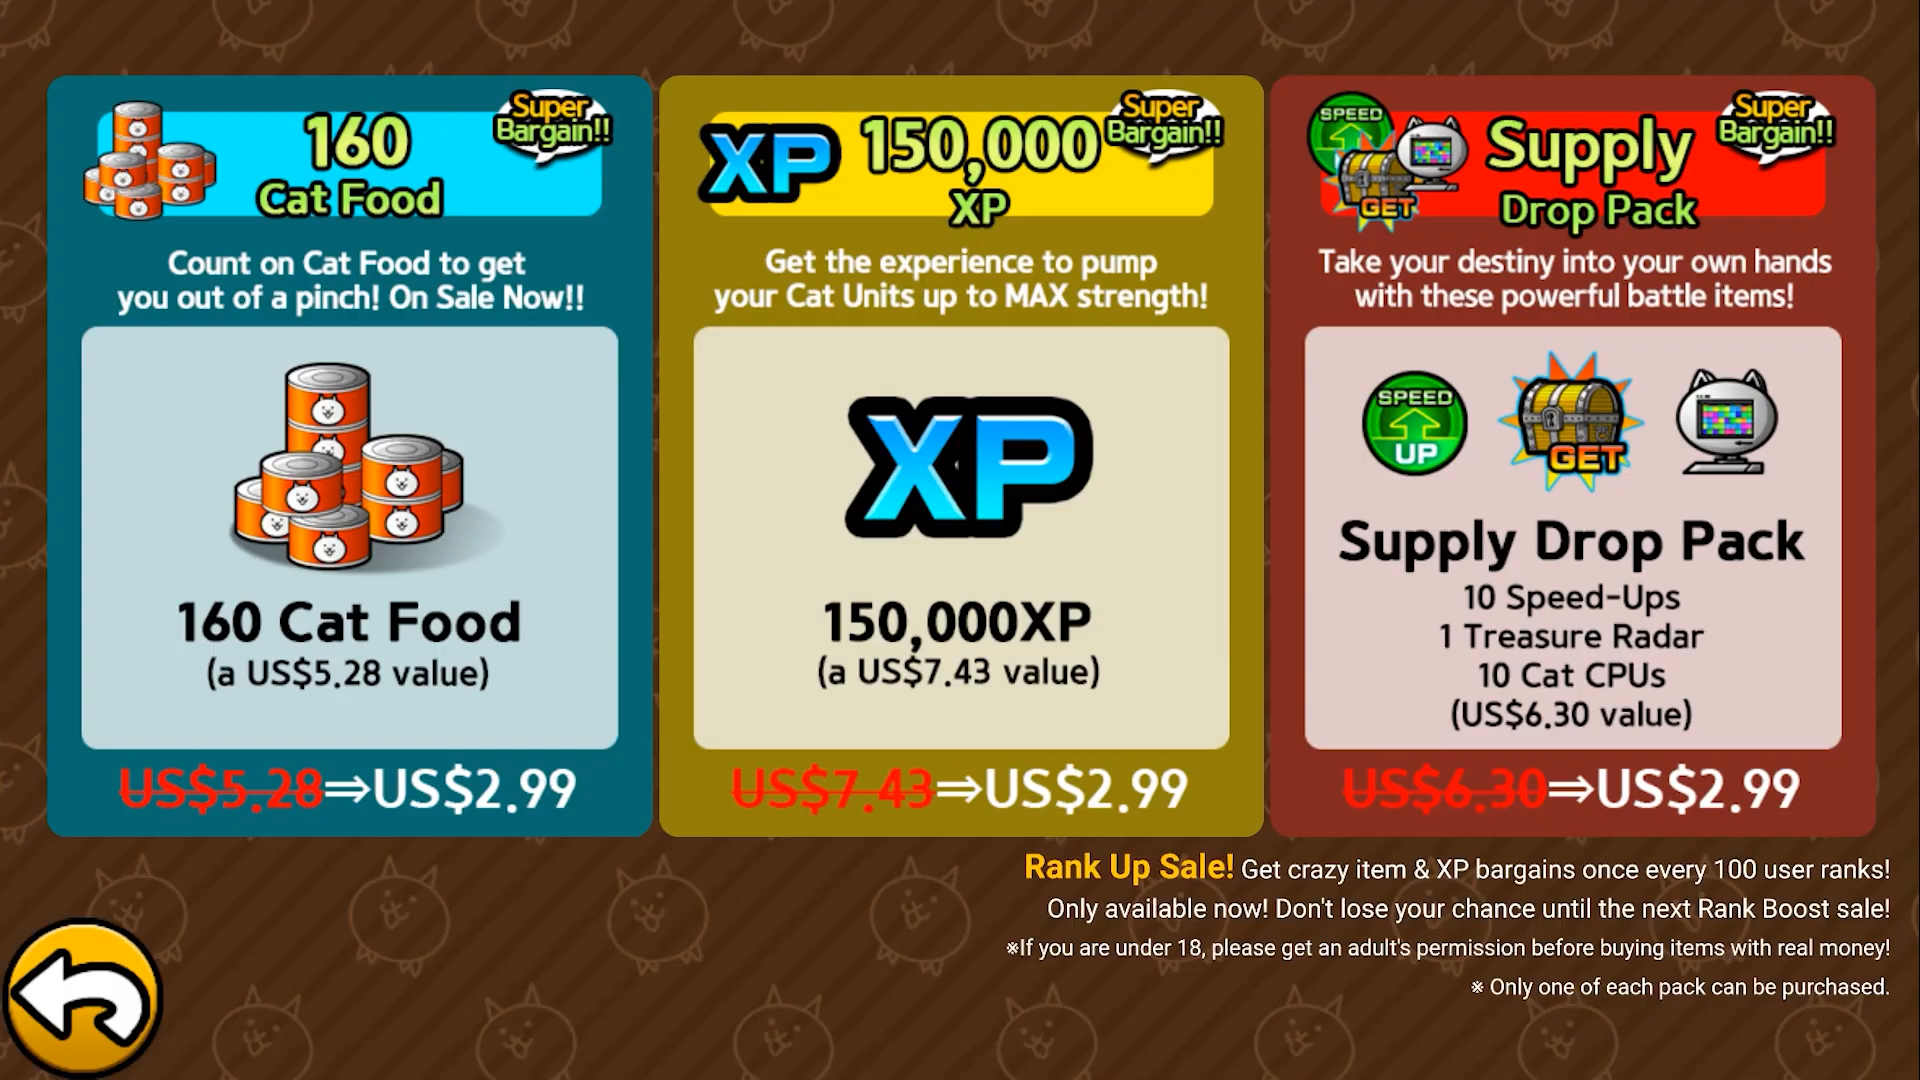 160
Cat Food
Super
Bargain!!
Count on Cat Food to get
you out of a pinch! On Sale Now!!
160 Cat Food
(a US$5.28 value)
US$5.28⇒US$2.99
XP
150,000
XP
Super
Bargain!!
Get the experience to pump
your Cat Units up to MAX strength!
XP
150,000XP
(a US$7.43 value)
US$7.43⇒US$2.99
SPEED
GET
Supply
Drop Pack
Super
Bargain!!
Take your destiny into your own hands
with these powerful battle items!
SPEED
UP
GET
Supply Drop Pack
10 Speed-Ups
1 Treasure Radar
10 Cat CPUs
(US$6.30 value)
US$6.30⇒US$2.99
Rank Up Sale! Get crazy item & XP bargains once every 100 user ranks!
Only available now! Don't lose your chance until the next Rank Boost sale!
※If you are under 18, please get an adult's permission before buying items with real money!
※ Only one of each pack can be purchased.